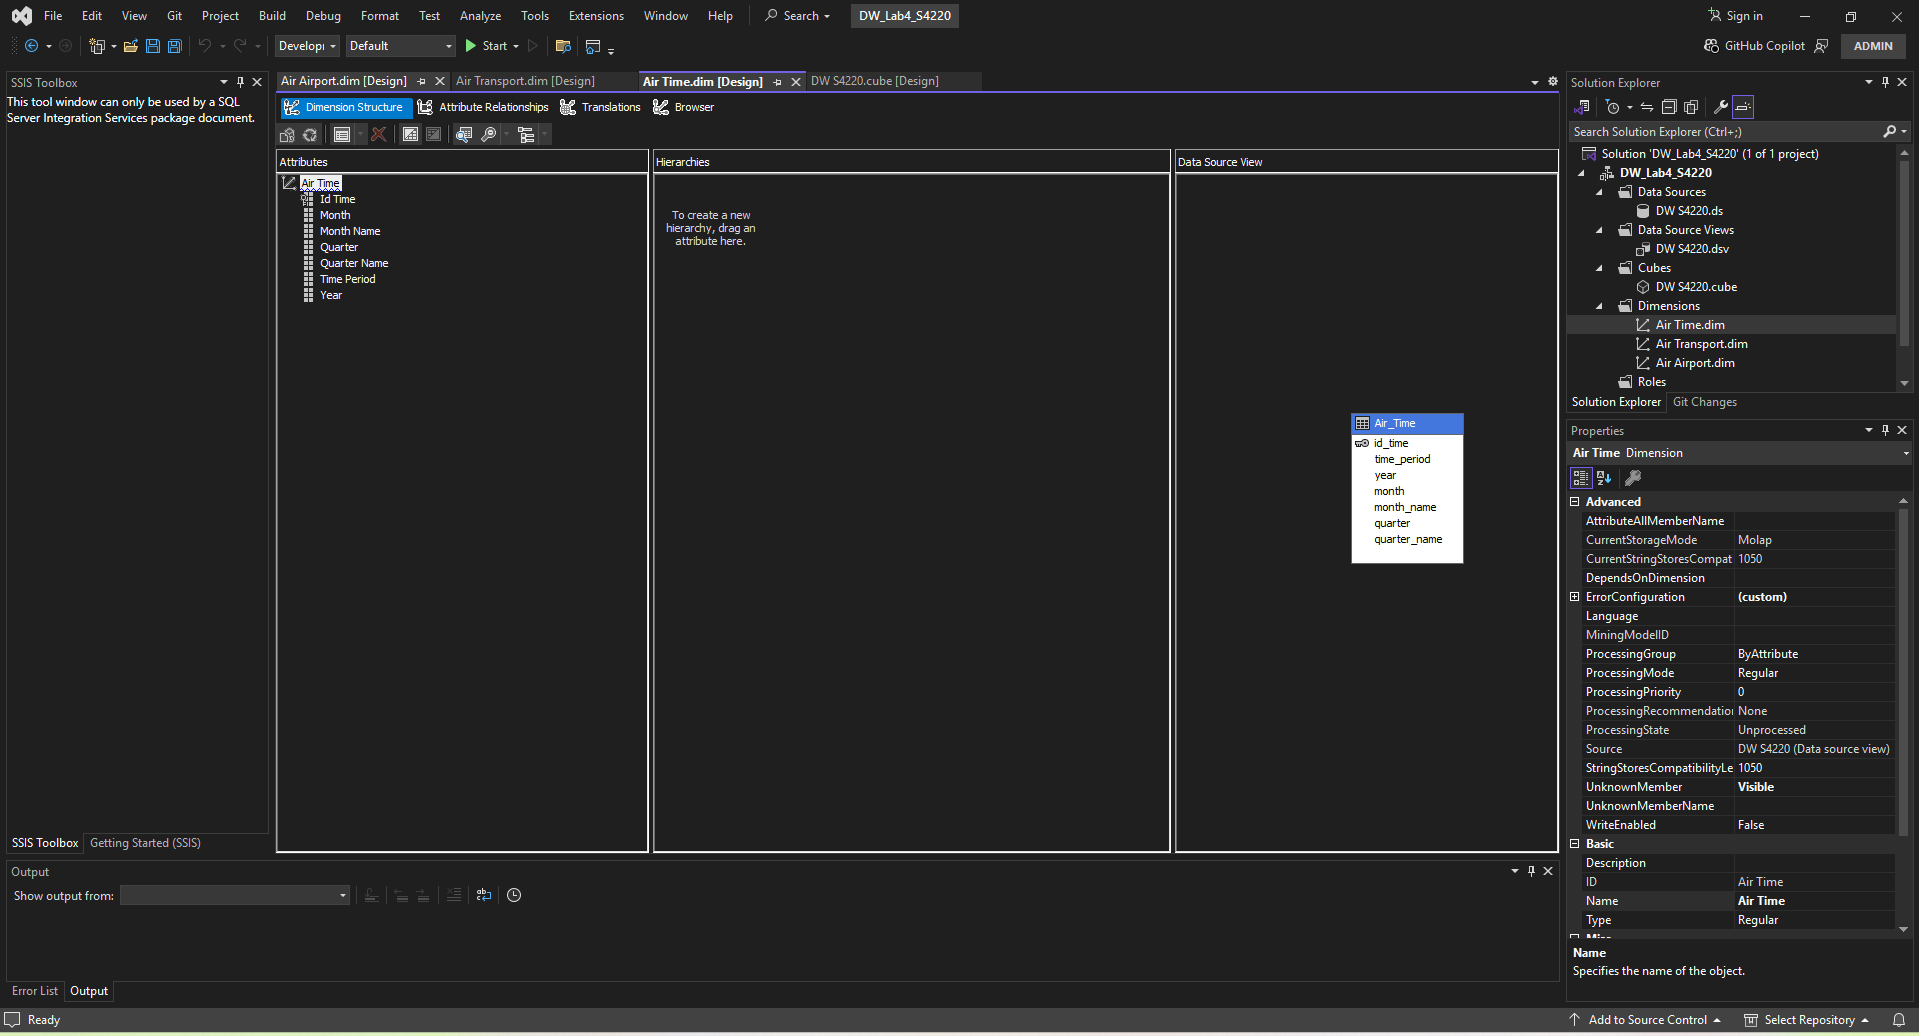 File Edit View Git Project Build Debug Format Test Analyze Tools Extensions Window Help Search DW_Lab4_S4220 Sign in
Developı Default Start GitHub Copilot ADMIN
SSIS Toolbox
This tool window can only be used by a SQL
Server Integration Services package document.
SSIS Toolbox Getting Started (SSIS)
Air Airport.dim [Design] Air Transport.dim [Design] Air Time.dim [Design] DW S4220.cube [Design]
Dimension Structure Attribute Relationships Translations Browser
Attributes
Air Time
Id Time
Month
Month Name
Quarter
Quarter Name
Time Period
Year
Hierarchies
To create a new
hierarchy, drag an
attribute here.
Data Source View
Air_Time
id_time
time_period
year
month
month_name
quarter
quarter_name
Solution Explorer
Search Solution Explorer (Ctrl+;)
Solution 'DW_Lab4_S4220' (1 of 1 project)
DW_Lab4_S4220
Data Sources
DW S4220.ds
Data Source Views
DW S4220.dsv
Cubes
DW S4220.cube
Dimensions
Air Time.dim
Air Transport.dim
Air Airport.dim
Roles
Solution Explorer Git Changes
Properties
Air Time Dimension
Advanced
AttributeAllMemberName
CurrentStorageMode Molap
CurrentStringStoresCompat 1050
DependsOnDimension
ErrorConfiguration (custom)
Language
MiningModelID
ProcessingGroup ByAttribute
ProcessingMode Regular
ProcessingPriority 0
ProcessingRecommendation None
ProcessingState Unprocessed
Source DW S4220 (Data source view)
StringStoresCompatibilityLe 1050
UnknownMember Visible
UnknownMemberName
WriteEnabled False
Basic
Description
ID Air Time
Name Air Time
Type Regular
Misc
Name
Specifies the name of the object.
Output
Show output from:
Error List Output
Ready Add to Source Control Select Repository